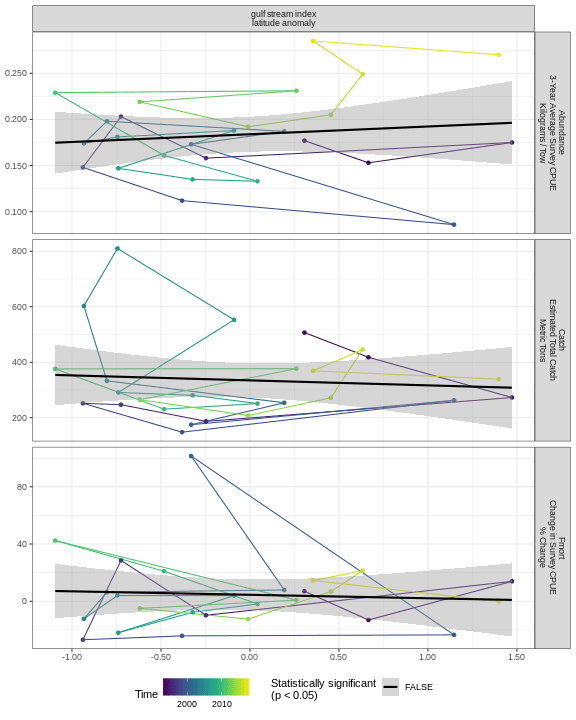 gulf stream index
latitude anomaly
0.250
0.200
0.150
0.100
Abundance
3-Year Average Survey CPUE
Kilograms / Tow
800
600
400
200
Catch
Estimated Total Catch
Metric Tons
80
40
0
Fmort
Change in Survey CPUE
% Change
-1.00
-0.50
0.00
0.50
1.00
1.50
Time
2000
2010
Statistically significant
(p < 0.05)
FALSE